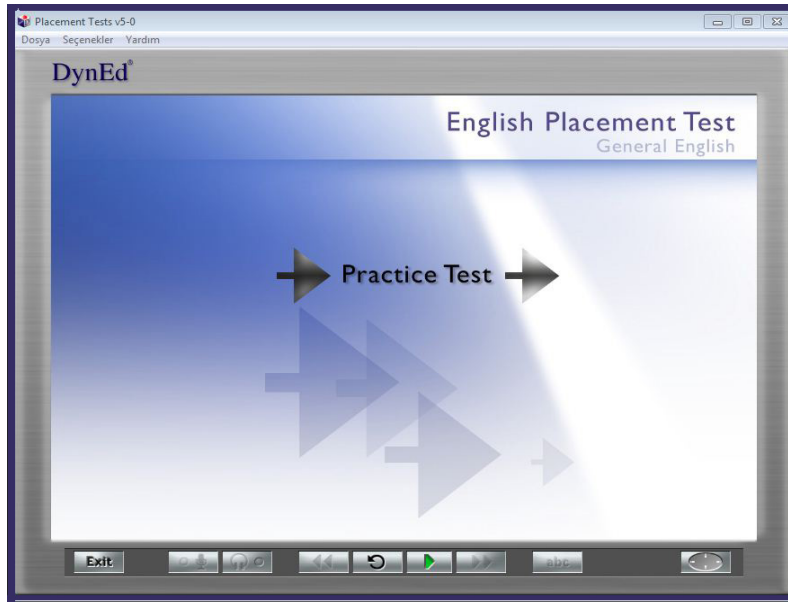 Placement Tests v5-0
Dosya Seçenekler Yardım
DynEd®
English Placement Test
General English
Practice Test
Exit
abc